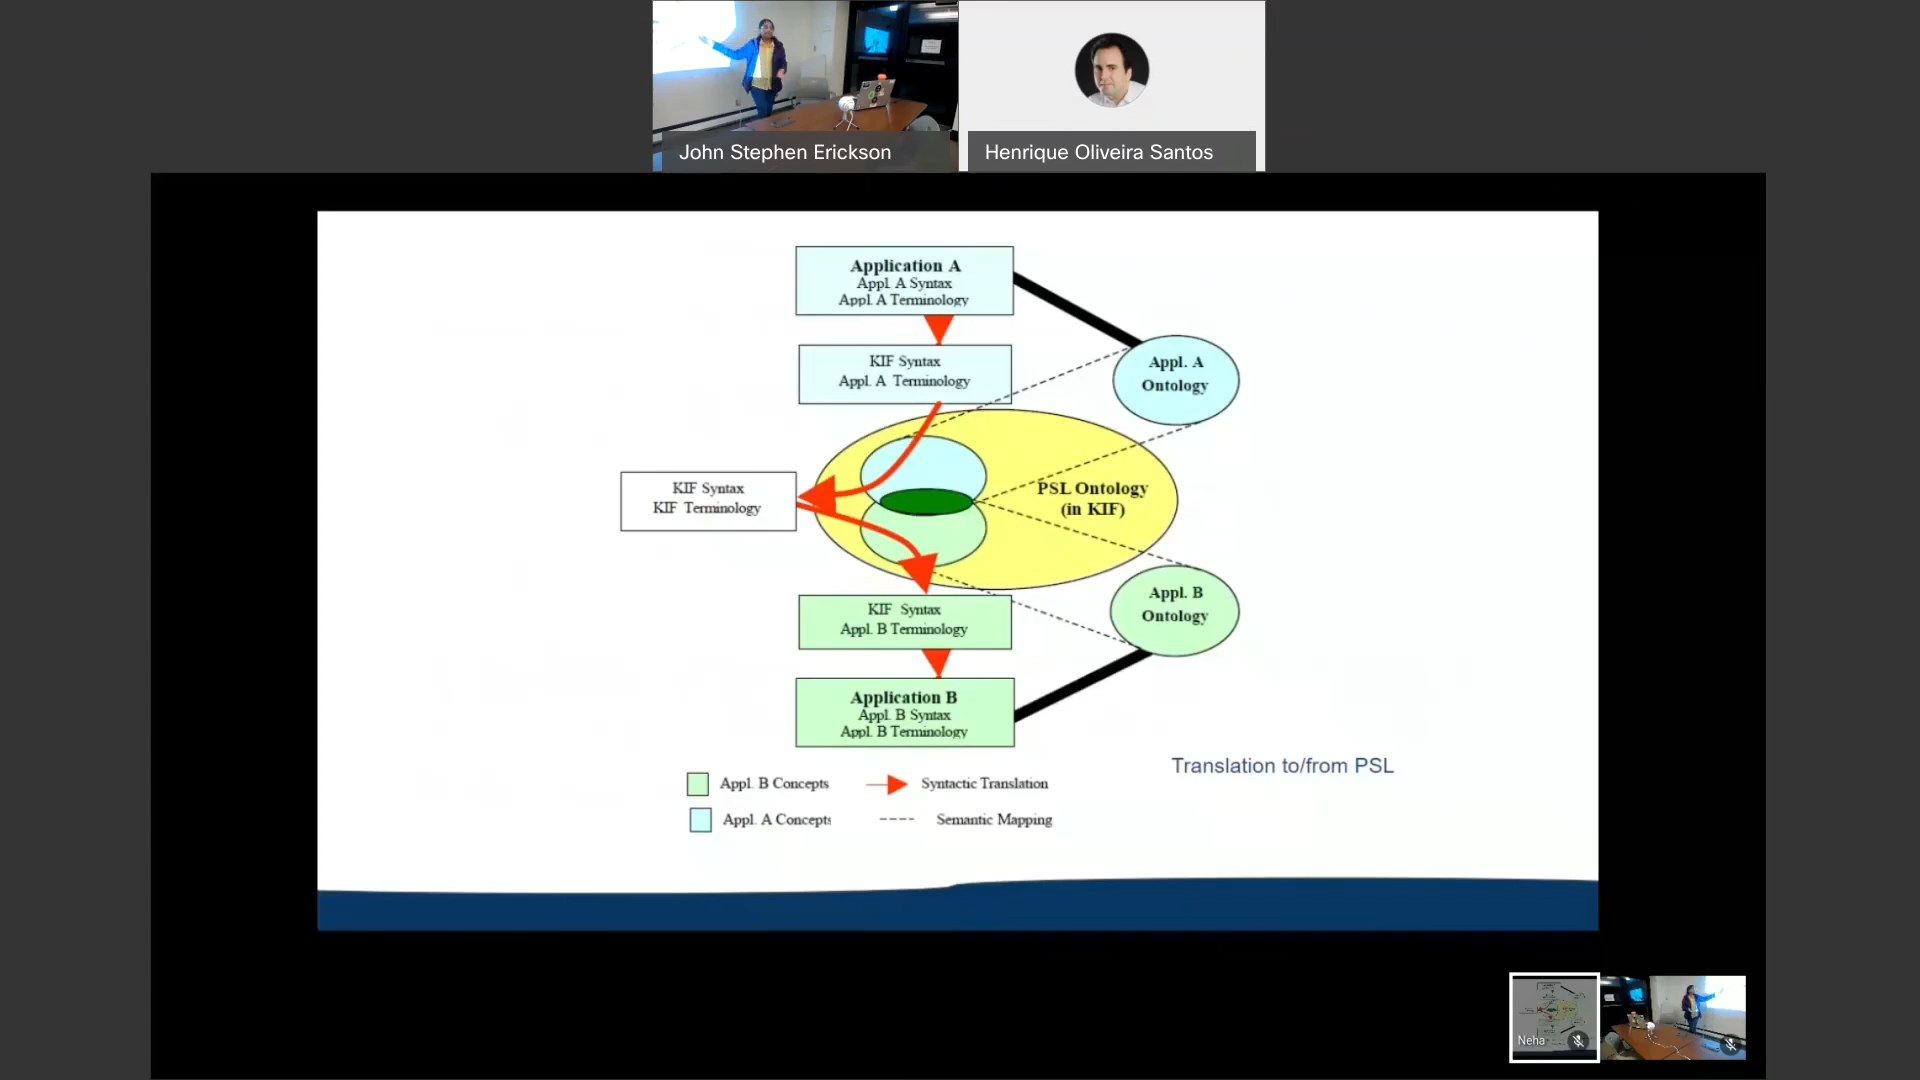 John Stephen Erickson
Henrique Oliveira Santos
Application A
Appl. A Syntax
Appl. A Terminology
KIF Syntax
Appl. A Terminology
Appl. A
Ontology
KIF Syntax
KIF Terminology
PSL Ontology
(in KIF)
KIF Syntax
Appl. B Terminology
Appl. B
Ontology
Application B
Appl. B Syntax
Appl. B Terminology
Translation to/from PSL
Appl. B Concepts
Syntactic Translation
Appl. A Concepts
Semantic Mapping
Neha